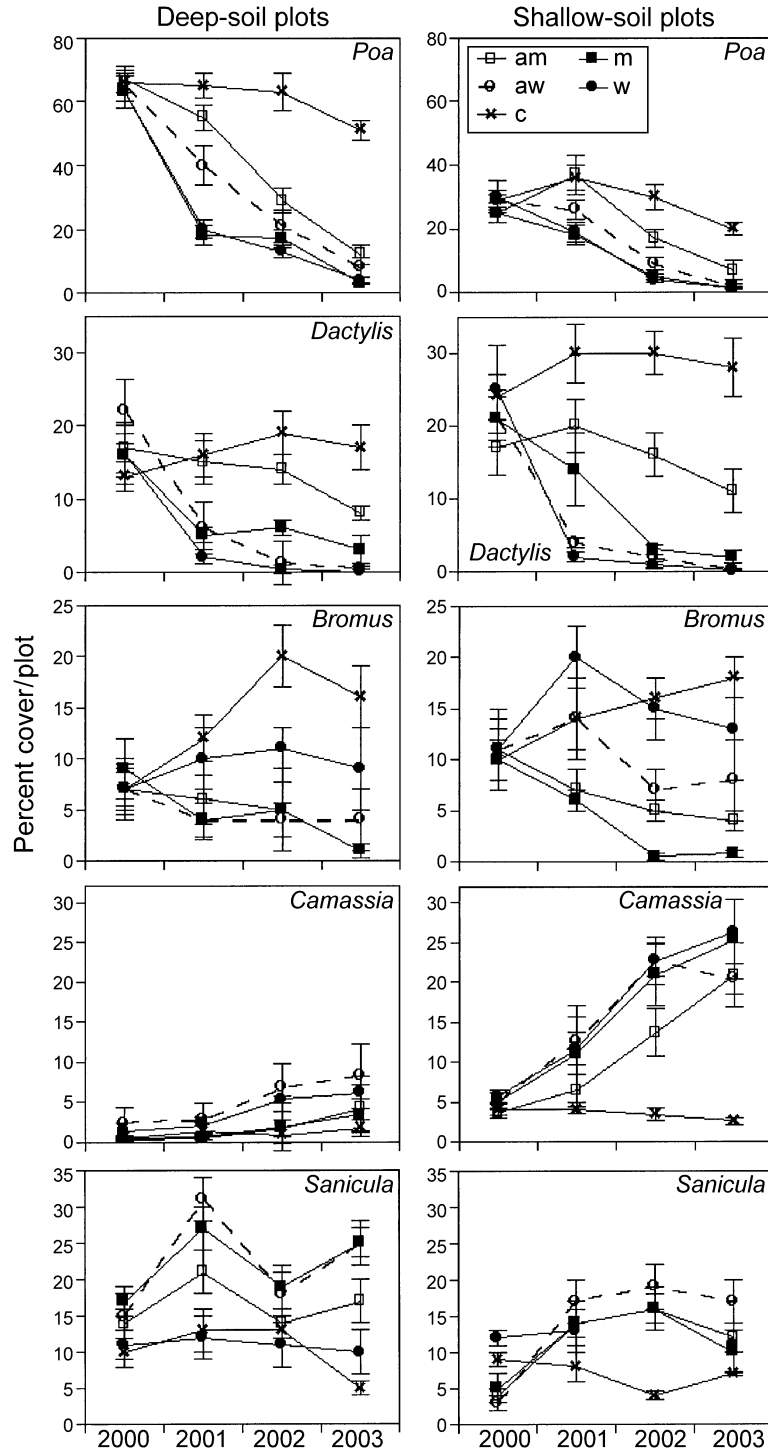 Deep-soil plots Shallow-soil plots
80 Poa 80 Poa
am m
aw w
c
60 60
40 40
20 20
0 0
Dactylis
30 30
20 20
10 10
Dactylis
0 0
25 Bromus 25 Bromus
20 20
15 15
10 10
5 5
0 0
Percent cover/plot
30 Camassia 30 Camassia
25 25
20 20
15 15
10 10
5 5
0 0
35 Sanicula 35 Sanicula
30 30
25 25
20 20
15 15
10 10
5 5
0 0
2000 2001 2002 2003 2000 2001 2002 2003